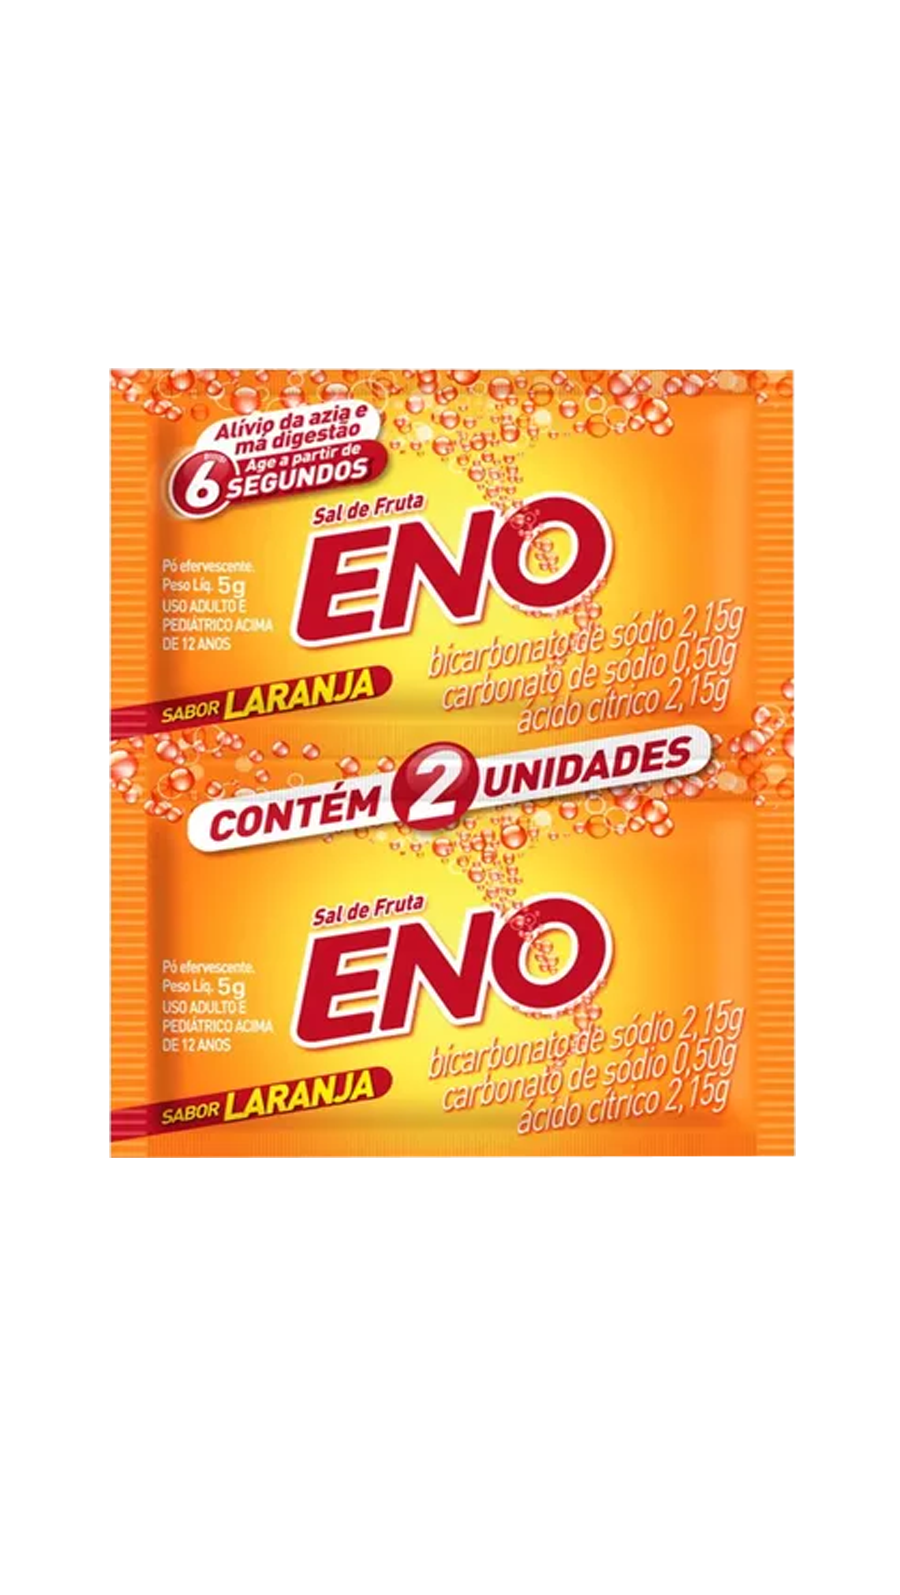 Alívio da azia e
má digestão
Age a partir de
6 SEGUNDOS
Sal de Fruta
ENO
Pó efervescente.
Peso Líq. 5g
USO ADULTO E
PEDIÁTRICO ACIMA
DE 12 ANOS
bicarbonato de sódio 2,15g
carbonato de sódio 0,50g
ácido cítrico 2,15g
SABOR LARANJA
CONTÉM 2 UNIDADES
Sal de Fruta
ENO
Pó efervescente.
Peso Líq. 5g
USO ADULTO E
PEDIÁTRICO ACIMA
DE 12 ANOS
bicarbonato de sódio 2,15g
carbonato de sódio 0,50g
ácido cítrico 2,15g
SABOR LARANJA